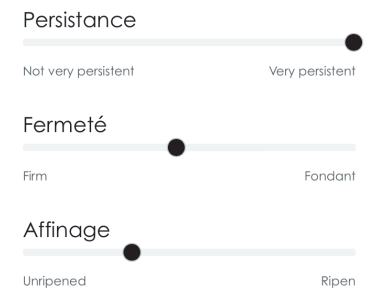 Persistance
Not very persistent Very persistent
Fermeté
Firm Fondant
Affinage
Unripened Ripen